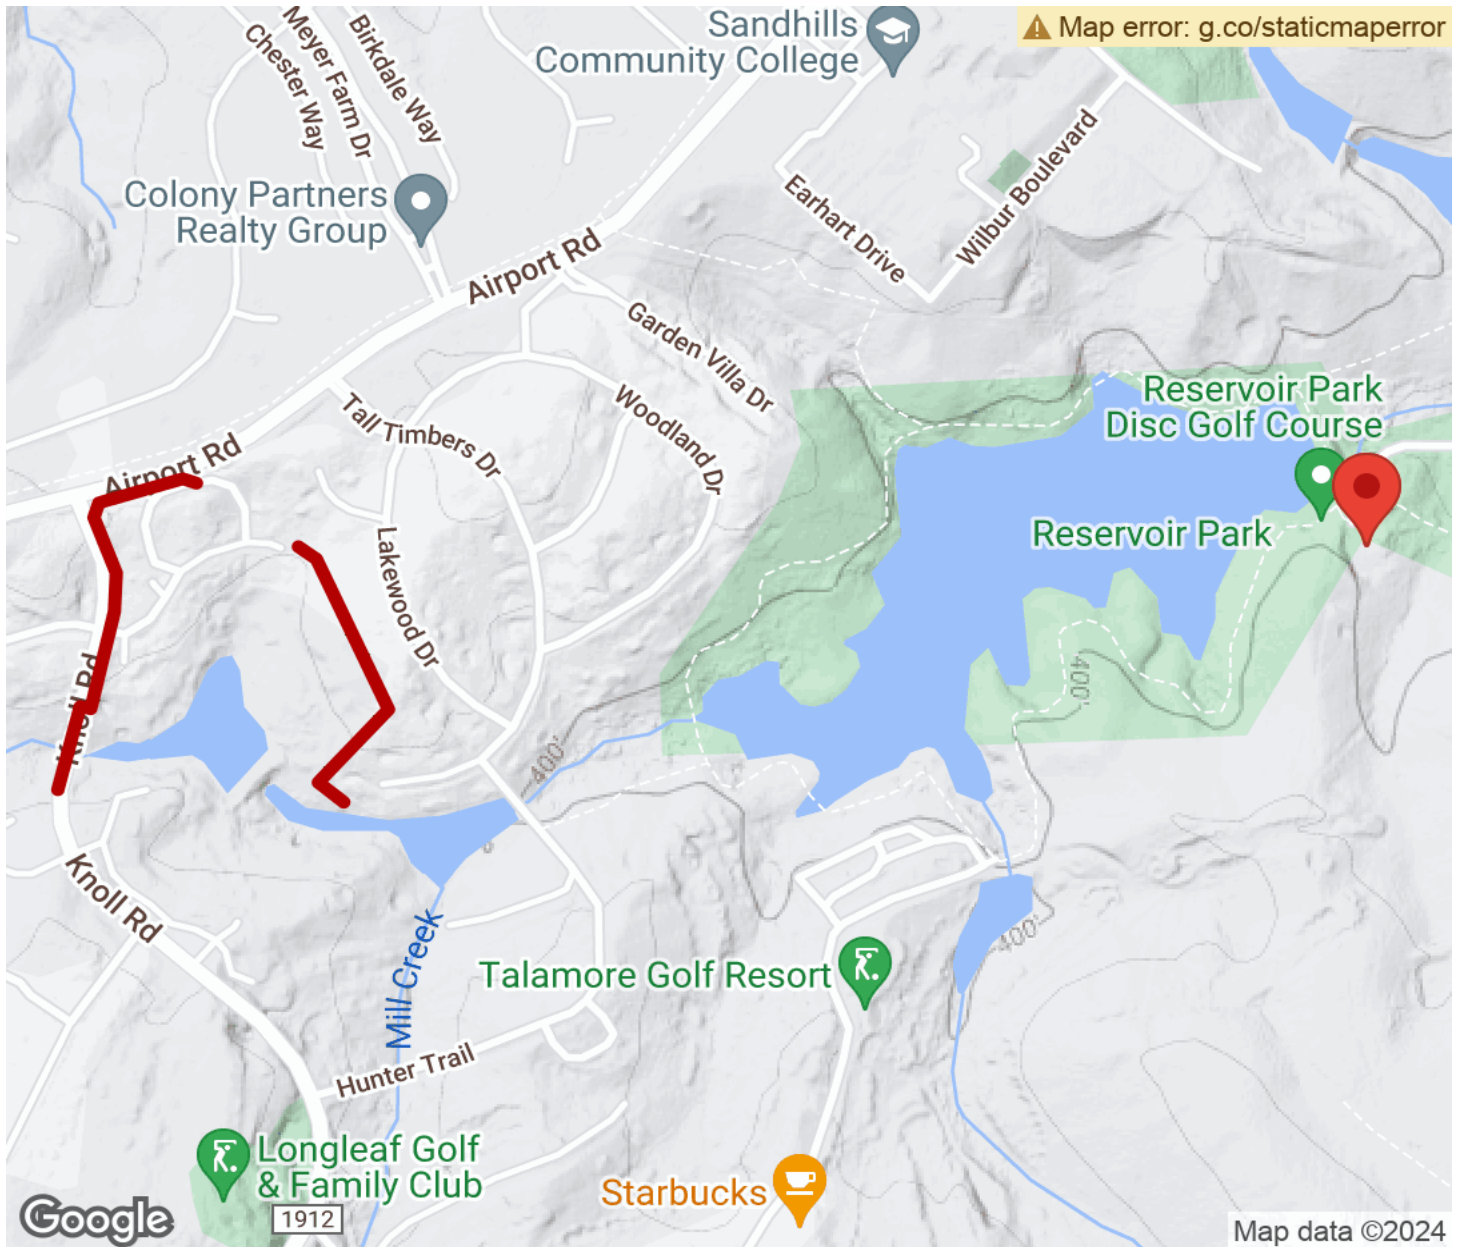 Map error: g.co/staticmaperror
Sandhills
Community College
Birkdale Way
Meyer Farm Dr
Chester Way
Wilbur Boulevard
Earhart Drive
Colony Partners
Realty Group
Airport Rd
Garden Villa Dr
Woodland Dr
Tall Timbers Dr
Reservoir Park
Disc Golf Course
Airport Rd
Reservoir Park
Lakewood Dr
Knoll Rd
400'
400'
Knoll Rd
400'
Mill Creek
Talamore Golf Resort
Hunter Trail
Longleaf Golf
& Family Club
Starbucks
1912
Google
Map data ©2024